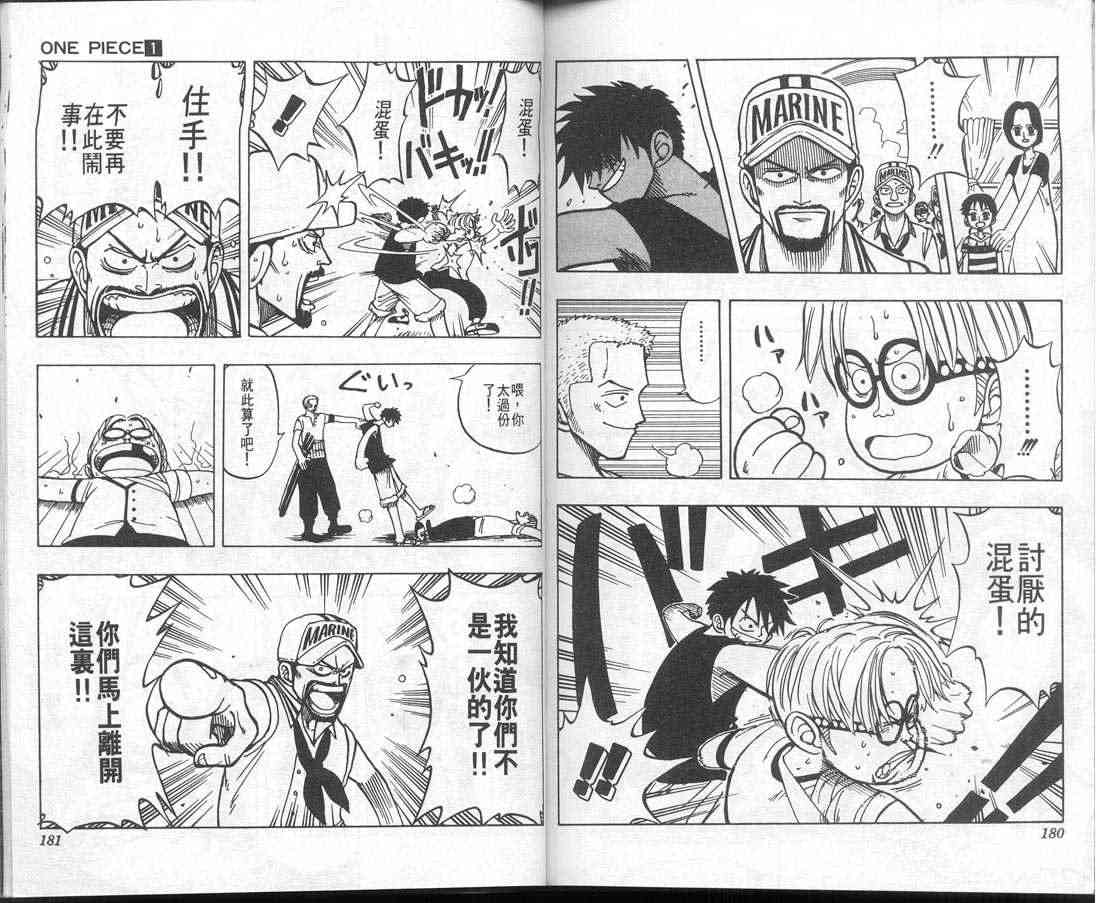 ONE PIECE 1
MARINE
MARINE
………!!
………
ハァ
ハァ
………!!!
討厭的
混蛋！
!!
180
混蛋！
混蛋！
ドカッ!!
バキッ!!
ボコ!!
!!
住手!!
不要再
在此鬧
事!!
MA
INE
喂，你
太過份
了！
ぐいっ
就此算了吧！
我知道你們不
是一伙的了!!
MARINE
你們馬上離開
這裏!!
181